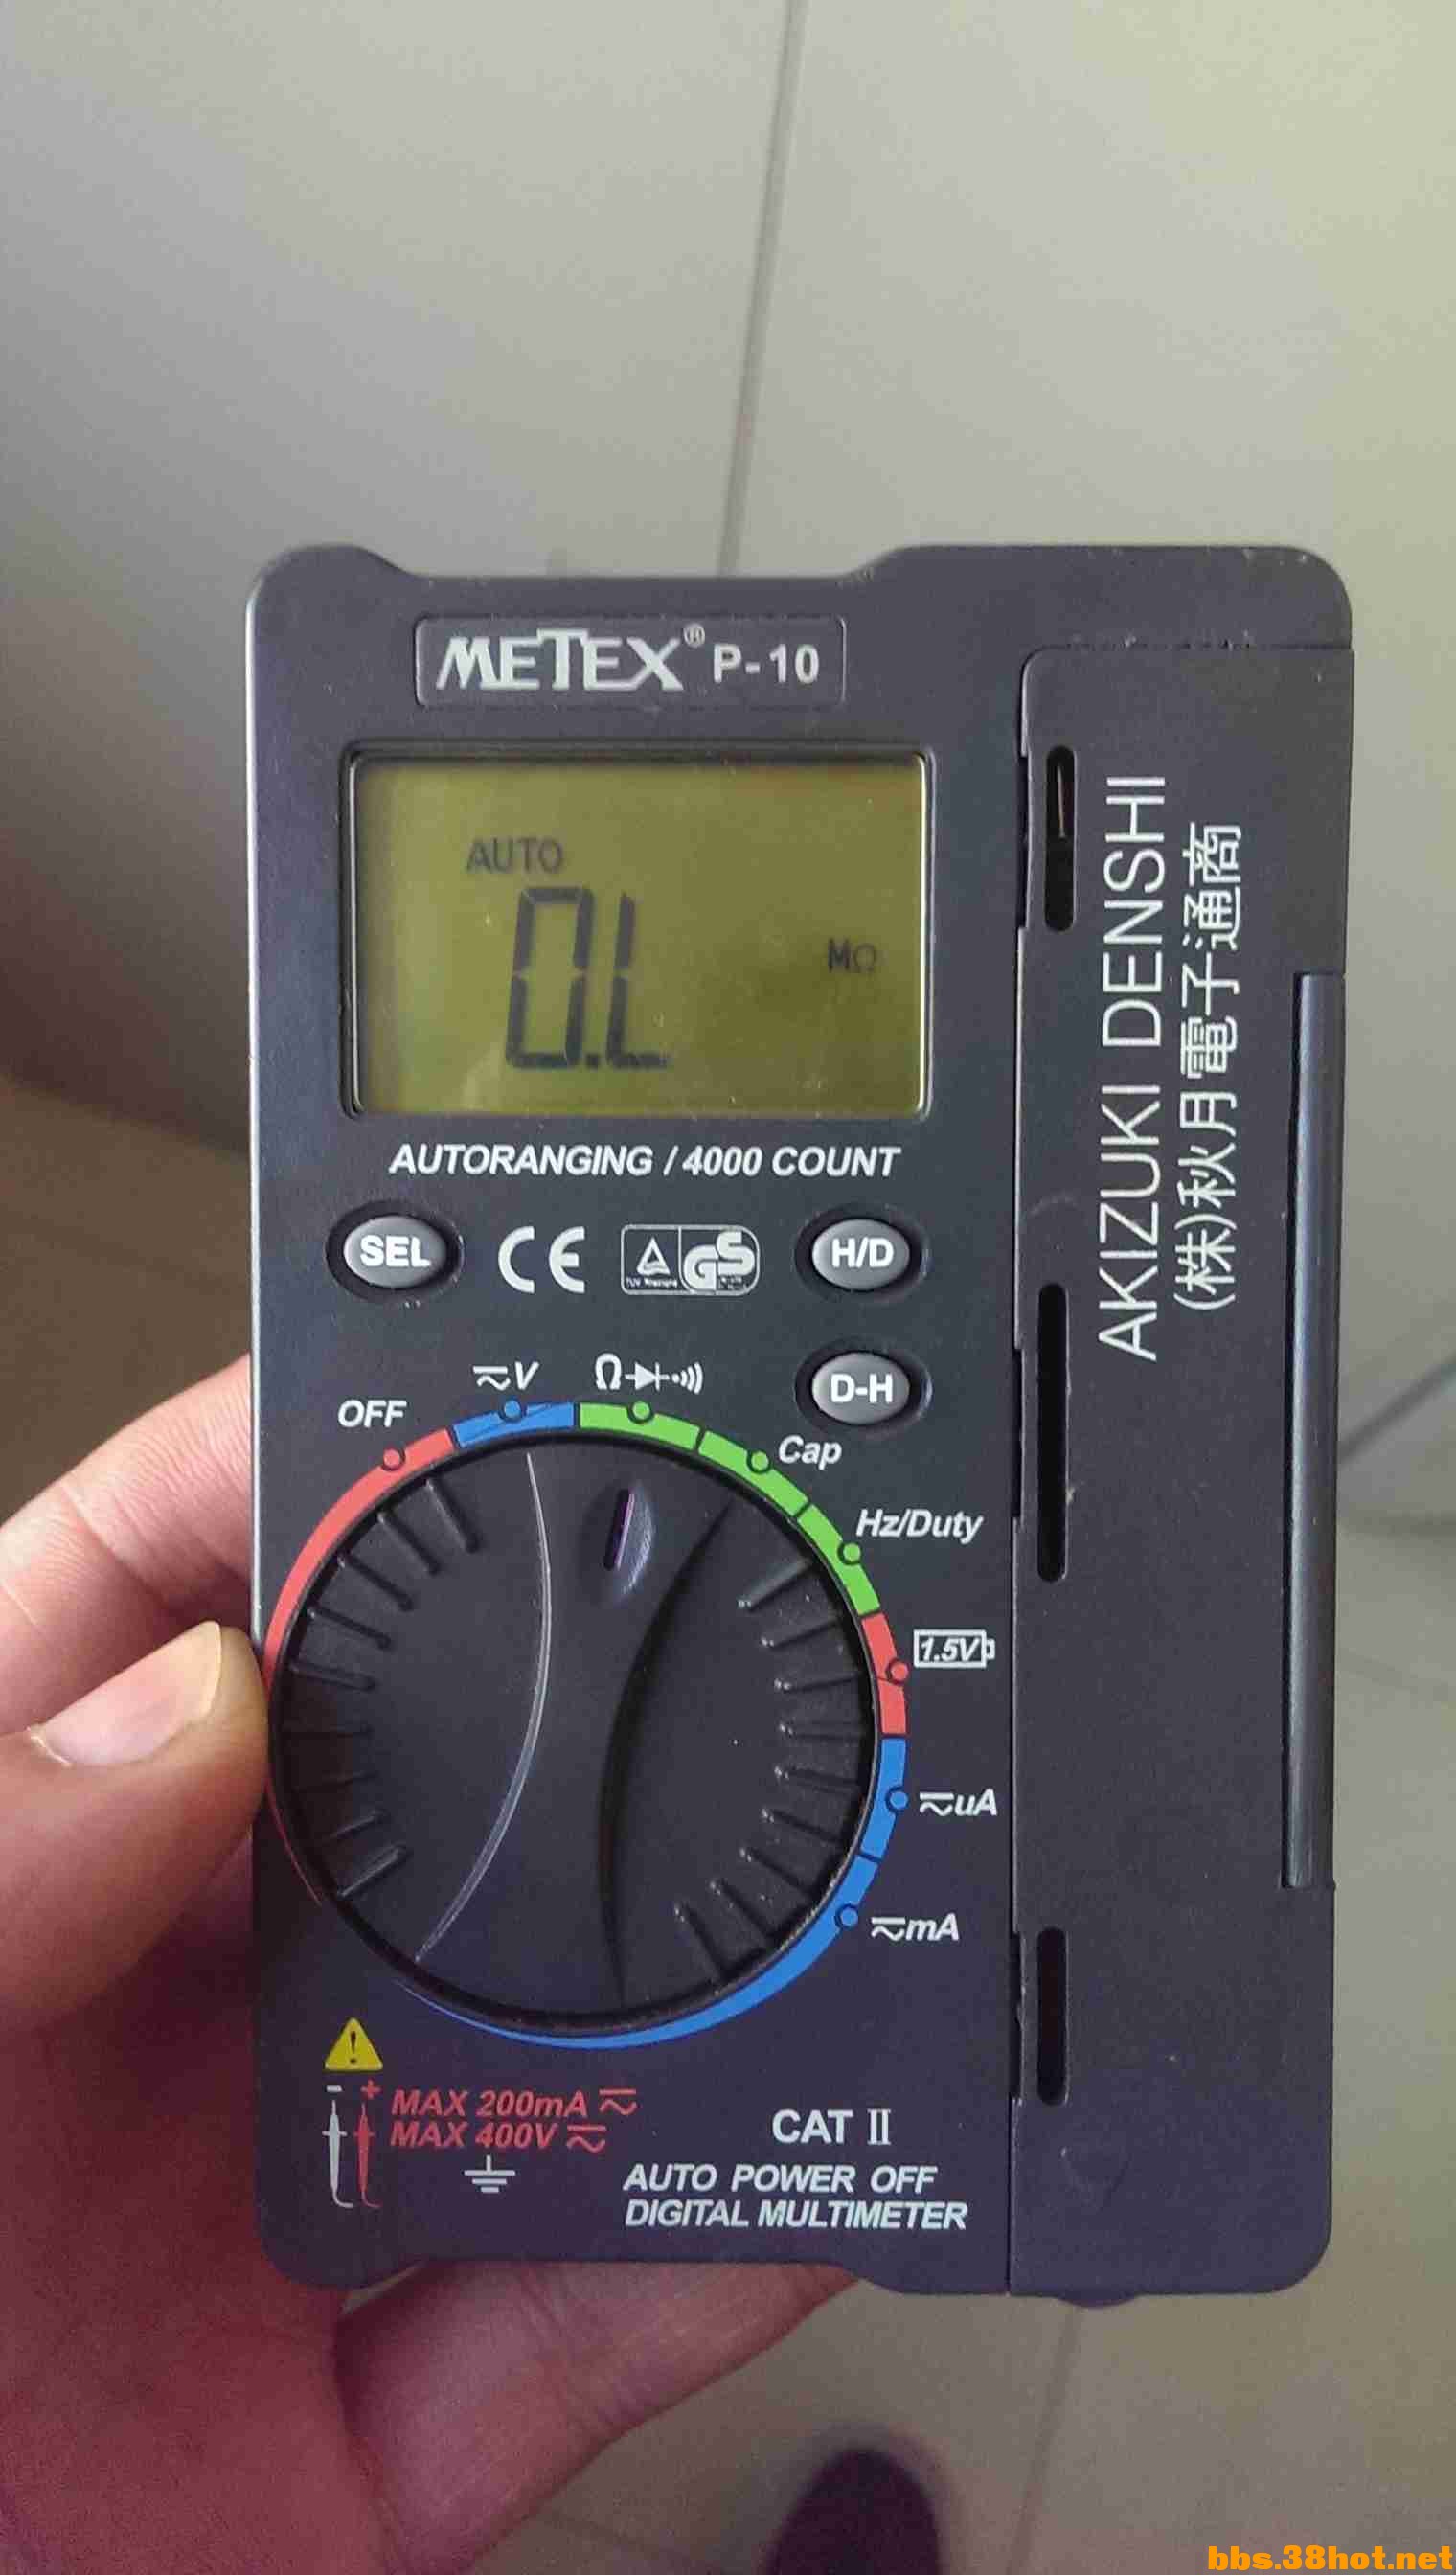 METEX® P-10
AUTO
0.L
MΩ
AUTORANGING / 4000 COUNT
SEL
CE
GS
H/D
D-H
OFF
V
Ω
Cap
Hz/Duty
1.5V
uA
mA
- + MAX 200mA
MAX 400V
CAT II
AUTO POWER OFF
DIGITAL MULTIMETER
AKIZUKI DENSHI
(株)秋月電子通商
bbs.38hot.net